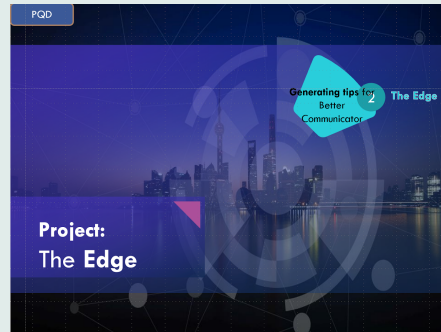 PQD
Generating tips for
Better
Communicator
2
The Edge
Project:
The Edge